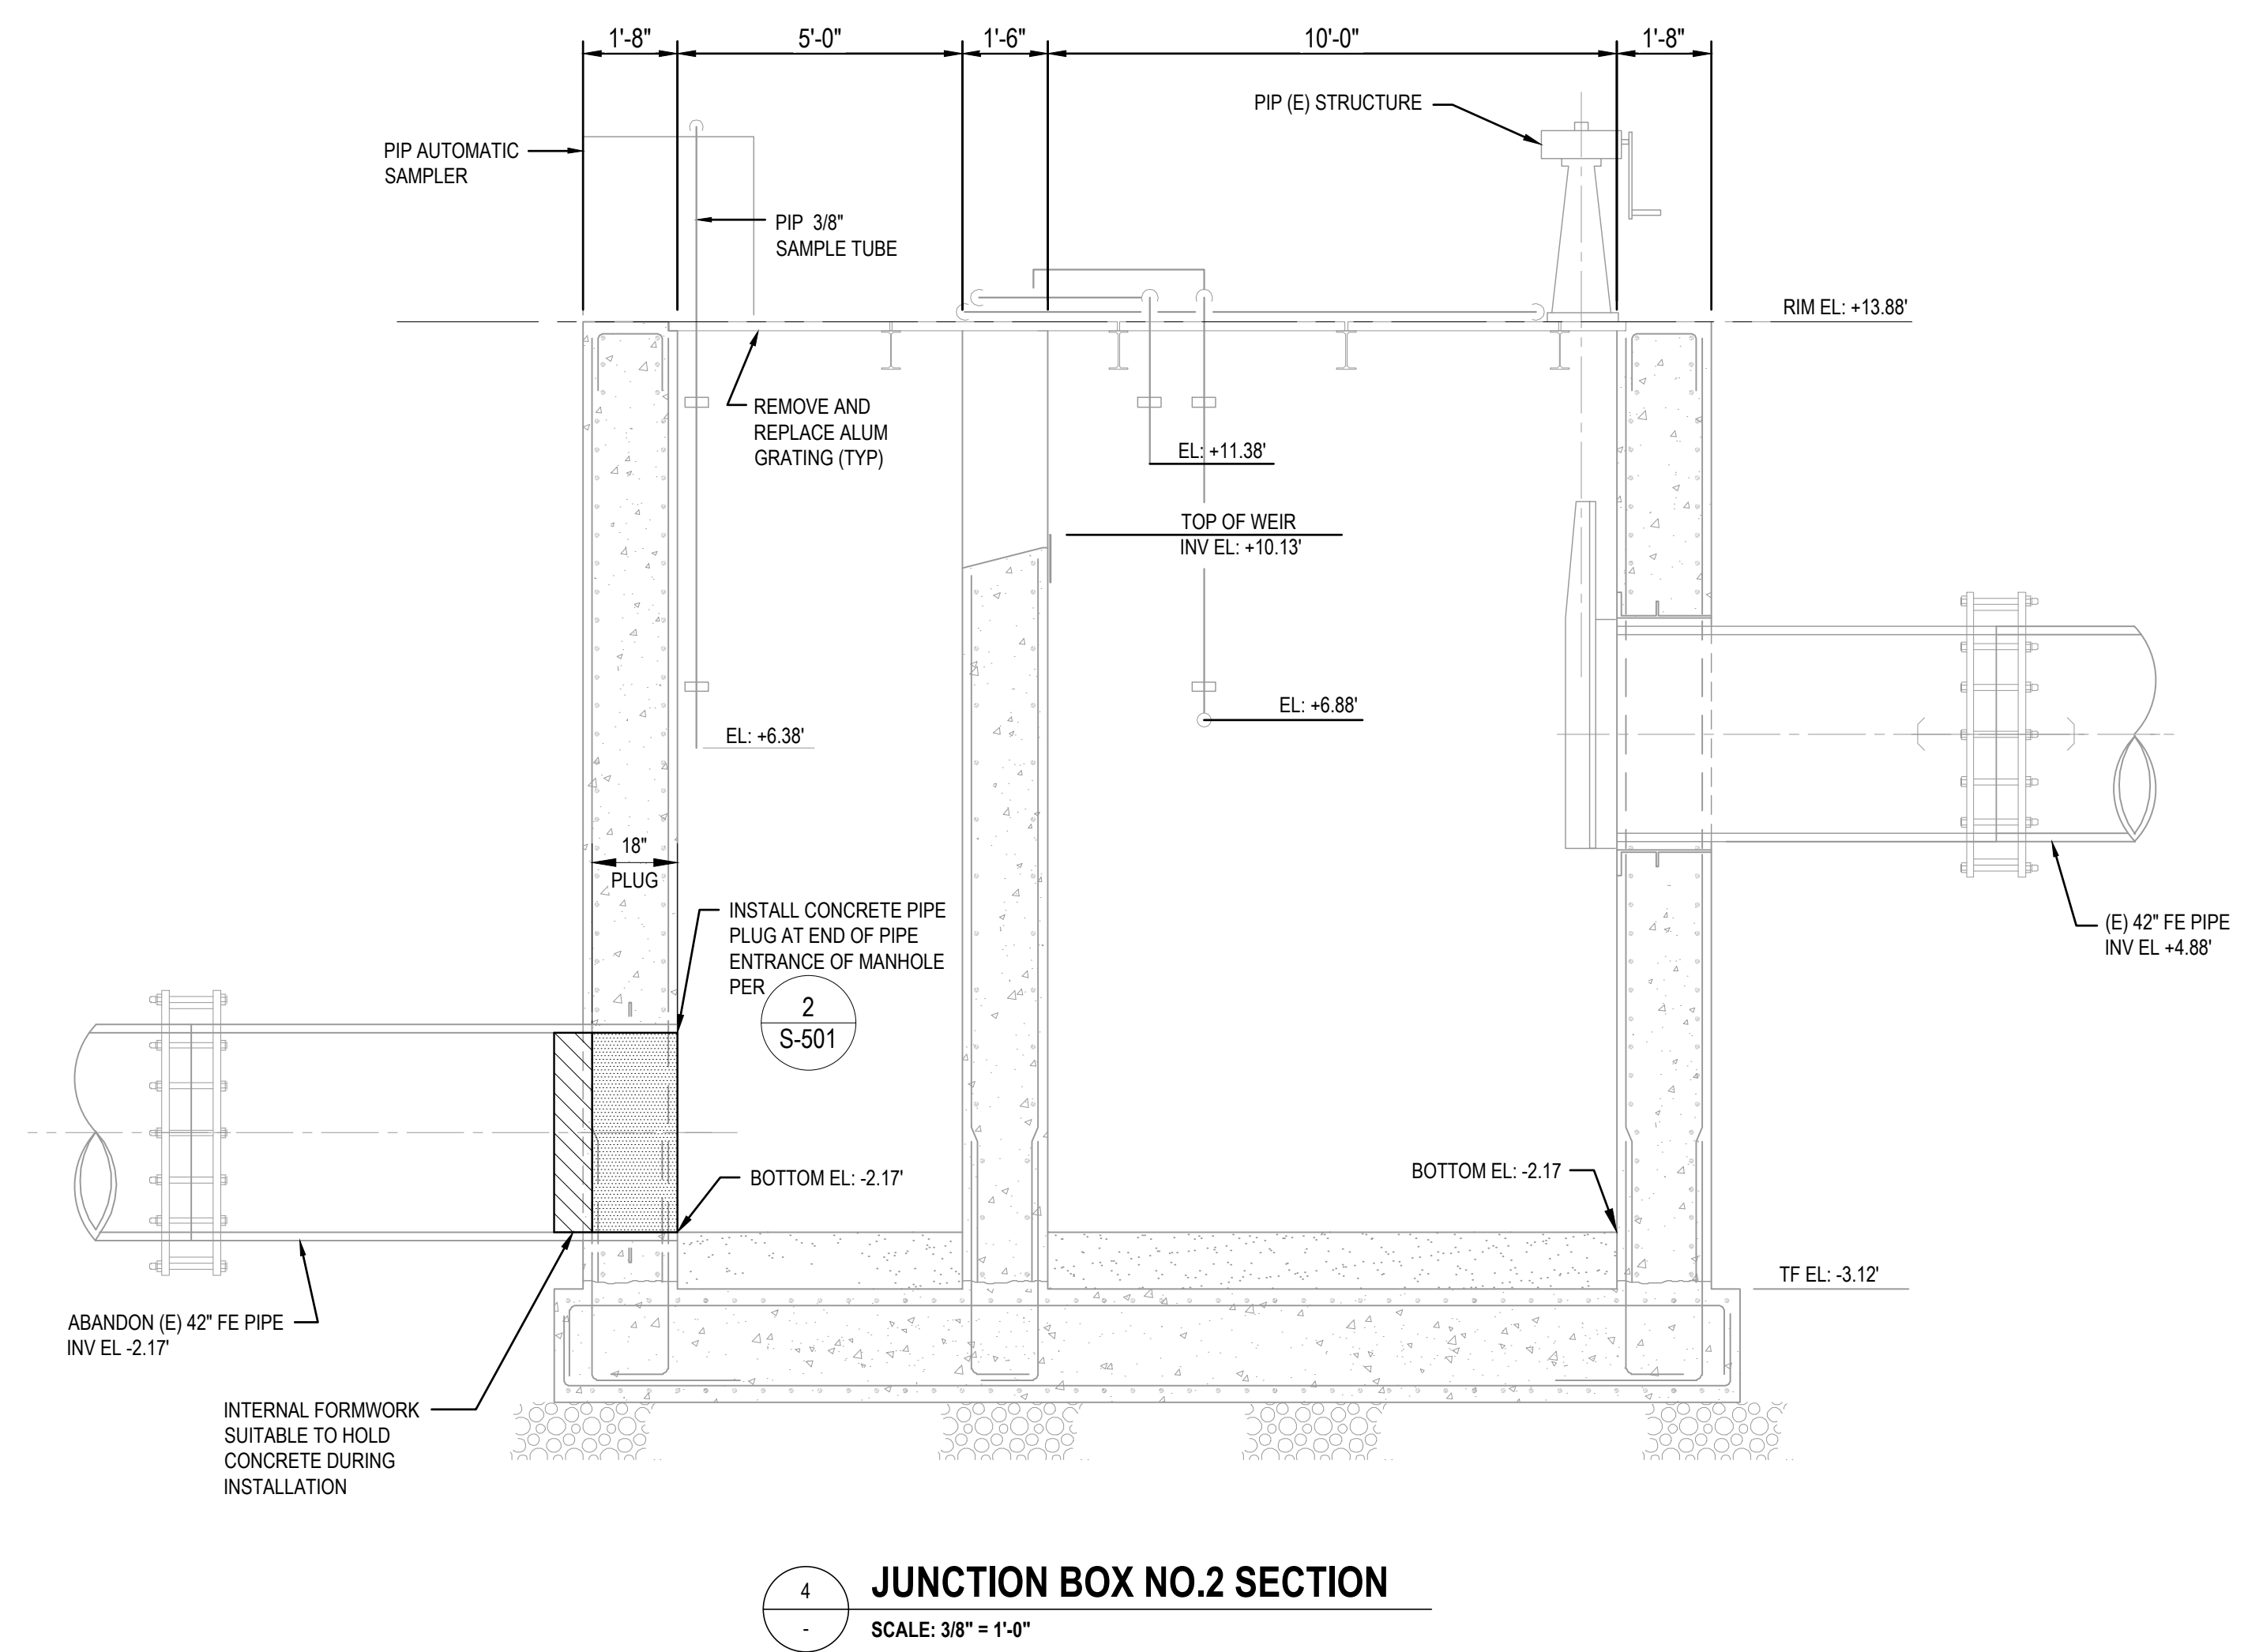 1'-8"
5'-0"
1'-6"
10'-0"
1'-8"
PIP (E) STRUCTURE
PIP AUTOMATIC
SAMPLER
PIP 3/8"
SAMPLE TUBE
RIM EL: +13.88'
REMOVE AND
REPLACE ALUM
GRATING (TYP)
EL: +11.38'
TOP OF WEIR
INV EL: +10.13'
EL: +6.88'
EL: +6.38'
18"
PLUG
INSTALL CONCRETE PIPE
PLUG AT END OF PIPE
ENTRANCE OF MANHOLE
PER
2
S-501
(E) 42" FE PIPE
INV EL +4.88'
BOTTOM EL: -2.17'
BOTTOM EL: -2.17
TF EL: -3.12'
ABANDON (E) 42" FE PIPE
INV EL -2.17'
INTERNAL FORMWORK
SUITABLE TO HOLD
CONCRETE DURING
INSTALLATION
4
-
JUNCTION BOX NO.2 SECTION
SCALE: 3/8" = 1'-0"